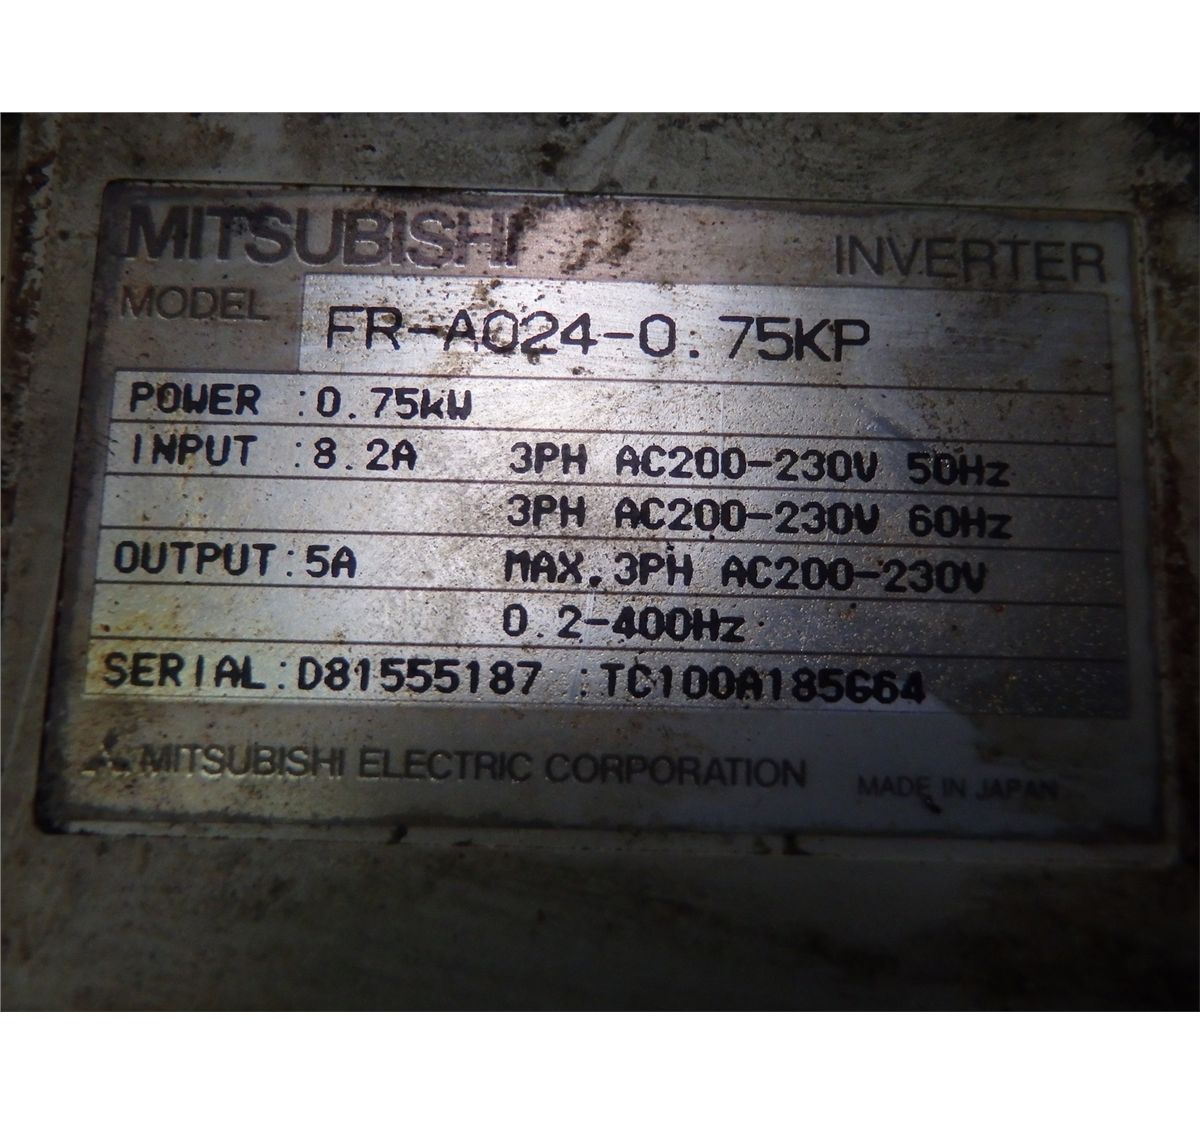 MITSUBISHI INVERTER
MODEL FR-A024-0.75KP
POWER :0.75kW
INPUT :8.2A 3PH AC200-230V 50Hz
3PH AC200-230V 60Hz
OUTPUT:5A MAX.3PH AC200-230V
0.2-400Hz
SERIAL:D81555187 :TC100A185G64
MITSUBISHI ELECTRIC CORPORATION MADE IN JAPAN